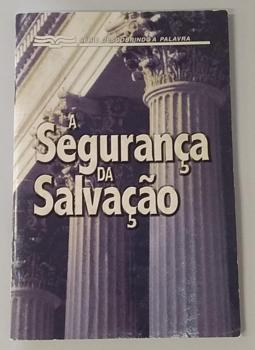 SÉRIE DESCOBRINDO A PALAVRA
A
Segurança
DA
Salvação